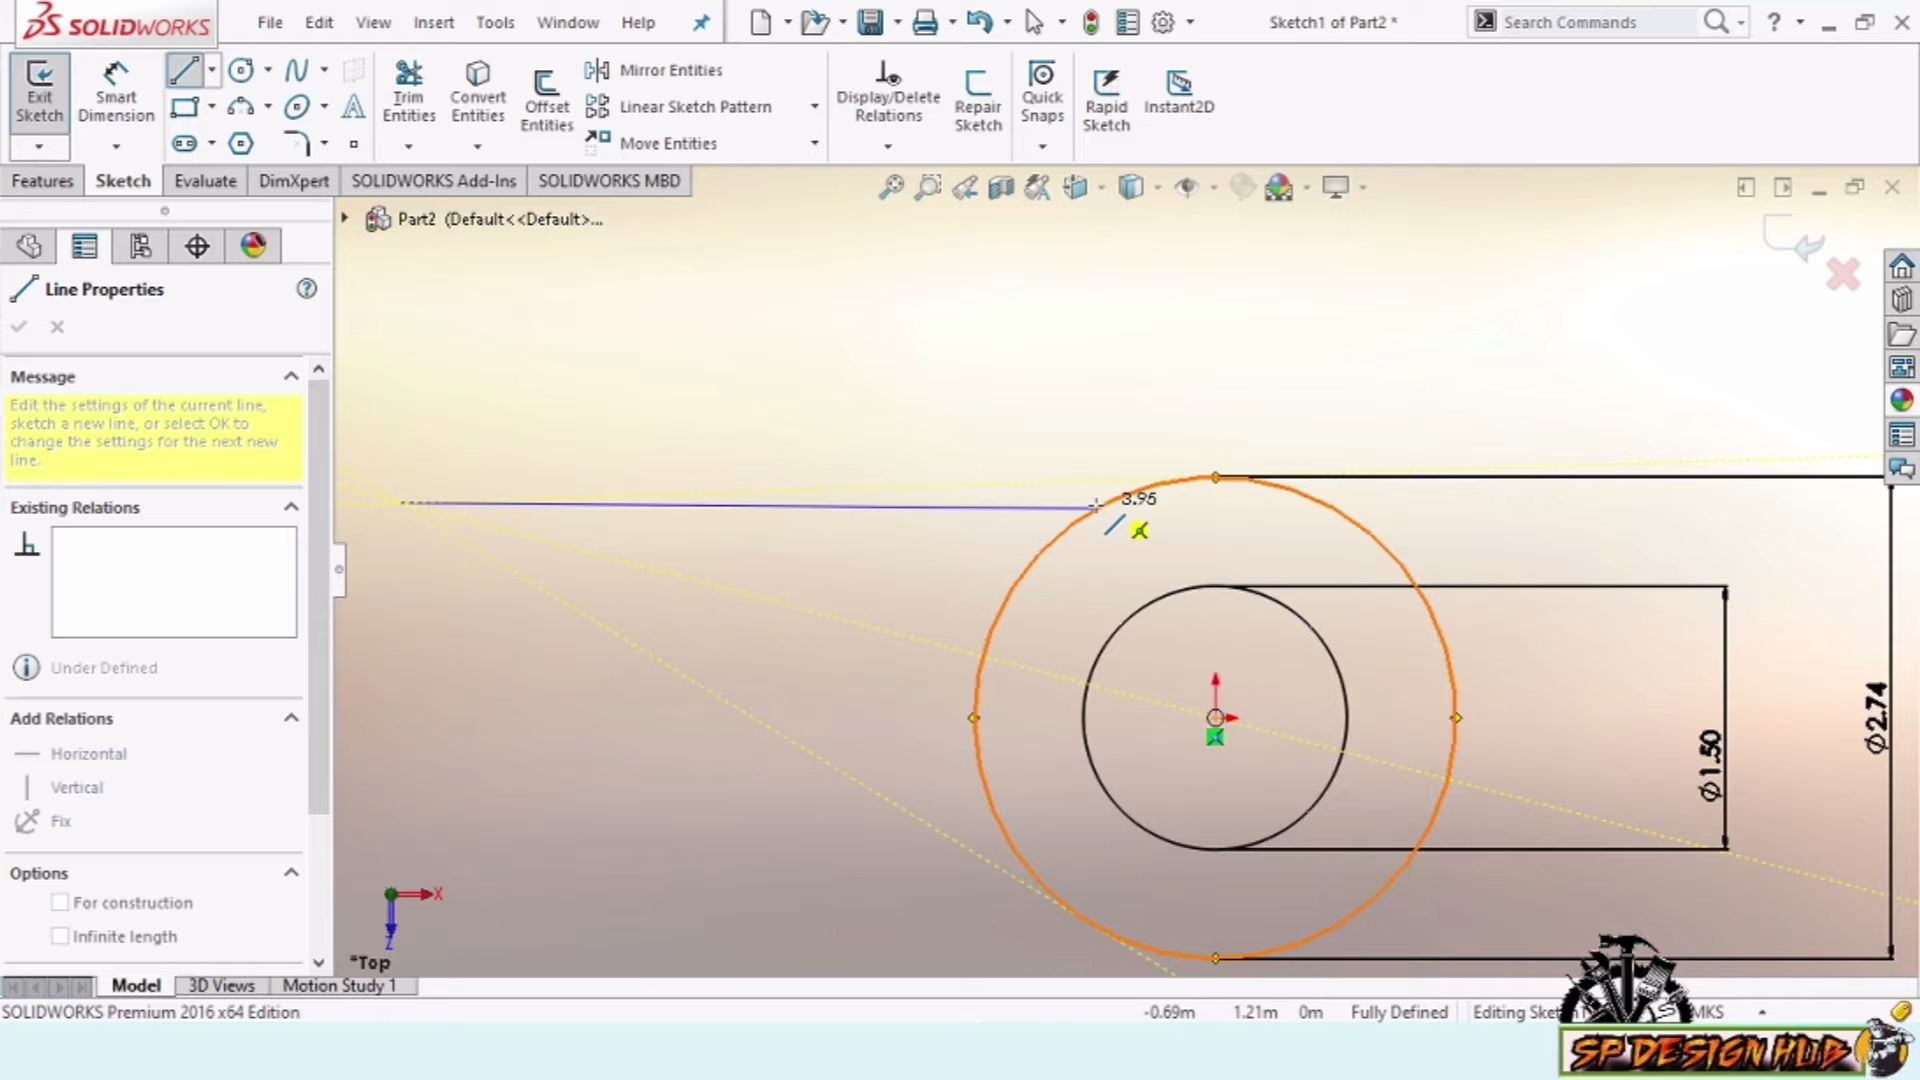 SOLIDWORKS File Edit View Insert Tools Window Help Sketch1 of Part2 * Search Commands ?
Exit Sketch
Smart Dimension
Trim Entities
Convert Entities
Offset Entities
Mirror Entities
Linear Sketch Pattern
Move Entities
Display/Delete Relations
Repair Sketch
Quick Snaps
Rapid Sketch
Instant2D
Features Sketch Evaluate DimXpert SOLIDWORKS Add-Ins SOLIDWORKS MBD
Part2 (Default<<Default>...
Line Properties
Message
Edit the settings of the current line,
sketch a new line, or select OK to
change the settings for the next new
line.
Existing Relations
Under Defined
Add Relations
Horizontal
Vertical
Fix
Options
For construction
Infinite length
3.95
Ø1.50
Ø2.74
X
Z
*Top
Model 3D Views Motion Study 1
SOLIDWORKS Premium 2016 x64 Edition -0.69m 1.21m 0m Fully Defined Editing Sketch1 MKS
SP DESIGN HUB